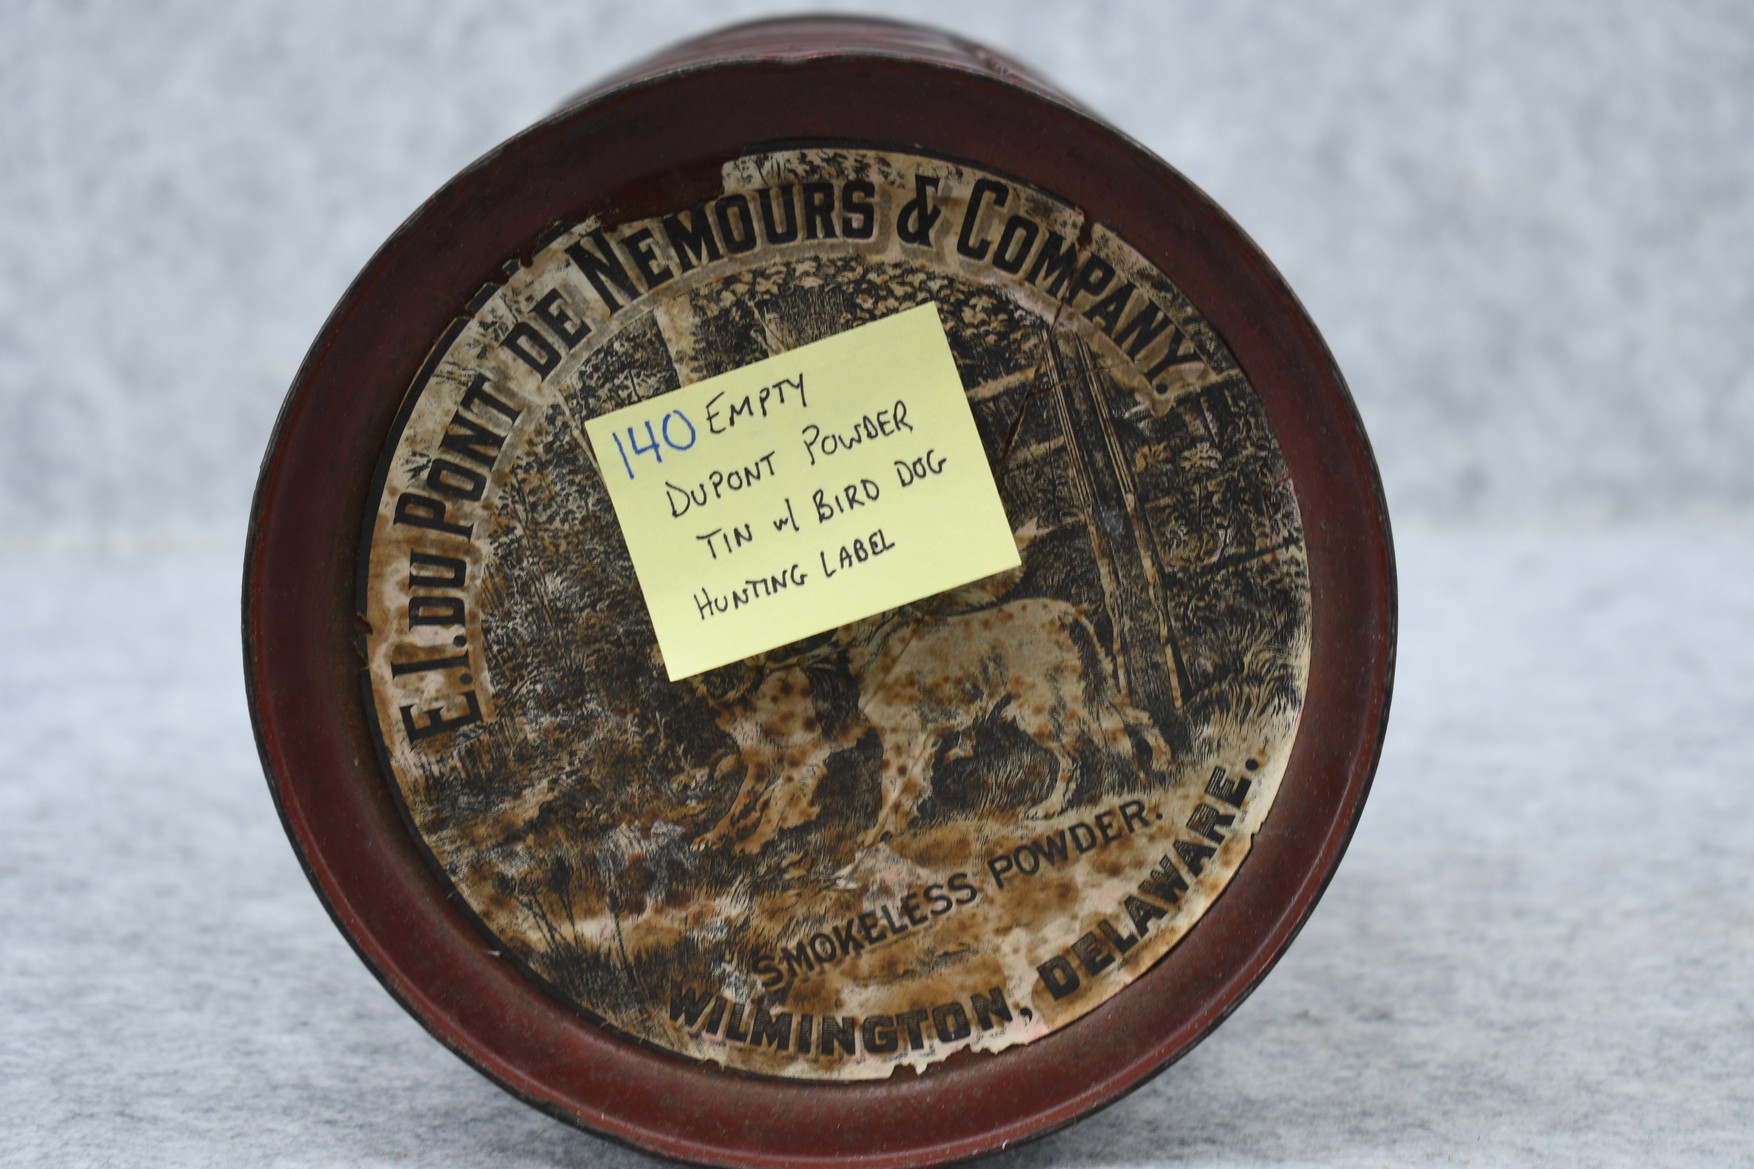 E.I. DU PONT DE NEMOURS & COMPANY.
140 EMPTY
DUPONT POWDER
TIN w/ BIRD DOG
HUNTING LABEL
SMOKELESS POWDER.
WILMINGTON, DELAWARE.